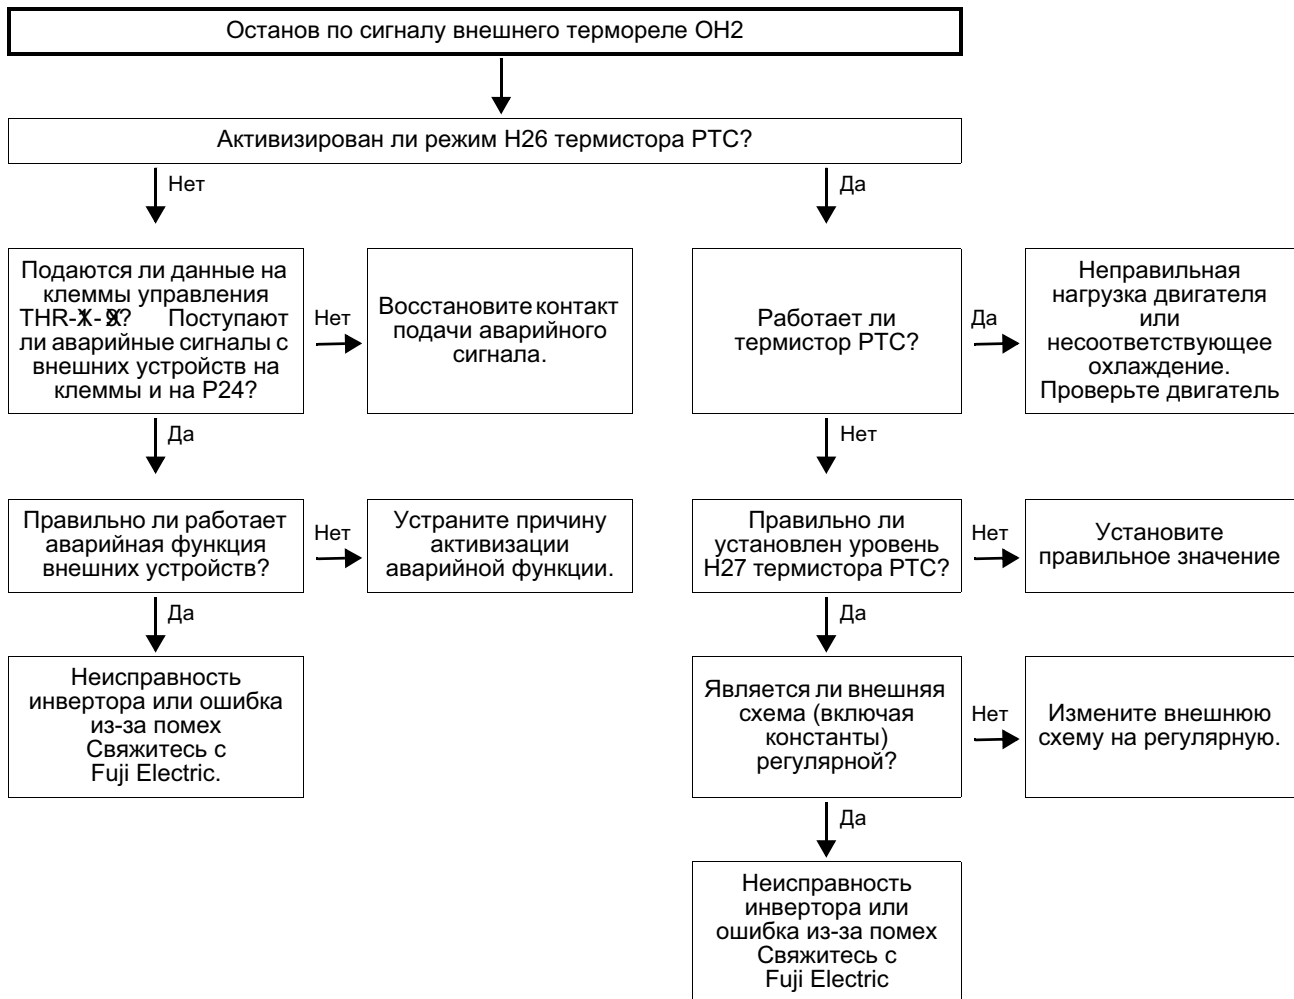 Останов по сигналу внешнего термореле OH2
Активизирован ли режим H26 термистора PTC?
Нет
Да
Подаются ли данные на
клеммы управления
THR- Поступают
ли аварийные сигналы с
внешних устройств на
клеммы и на P24?
Нет
Восстановите контакт
подачи аварийного
сигнала.
Работает ли
термистор PTC?
Да
Неправильная
нагрузка двигателя
или
несоответствующее
охлаждение.
Проверьте двигатель
Да
Нет
Правильно ли работает
аварийная функция
внешних устройств?
Нет
Устраните причину
активизации
аварийной функции.
Правильно ли
установлен уровень
H27 термистора PTC?
Нет
Установите
правильное значение
Да
Да
Неисправность
инвертора или ошибка
из-за помех
Свяжитесь с
Fuji Electric.
Является ли внешняя
схема (включая
константы)
регулярной?
Нет
Измените внешнюю
схему на регулярную.
Да
Неисправность
инвертора или
ошибка из-за помех
Свяжитесь с
Fuji Electric